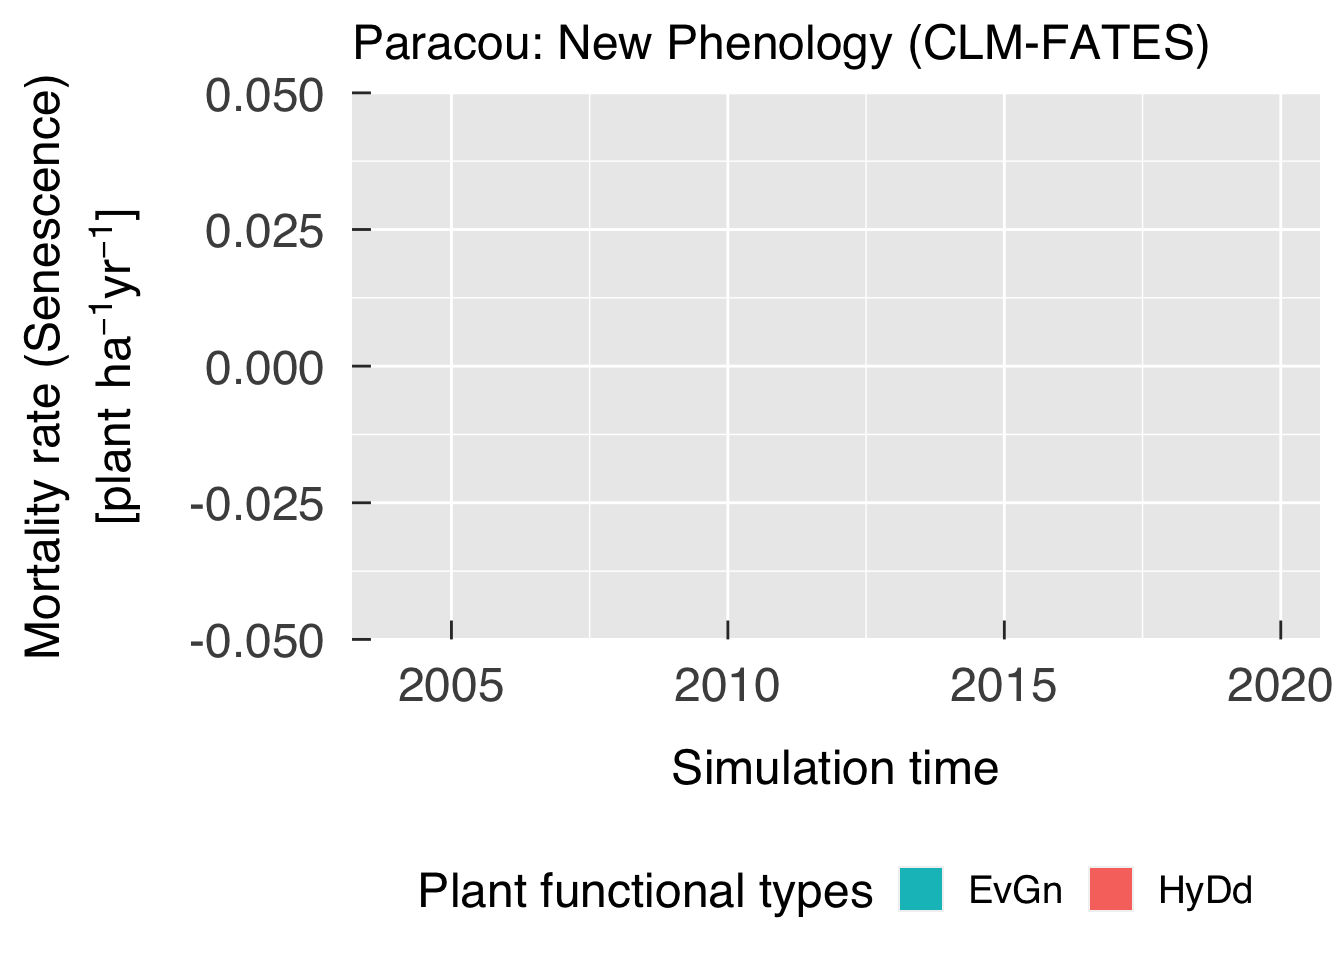 Paracou: New Phenology (CLM-FATES)
Mortality rate (Senescence)
[plant ha⁻¹yr⁻¹]
0.050
0.025
0.000
-0.025
-0.050
2005 2010 2015 2020
Simulation time
Plant functional types EvGn HyDd